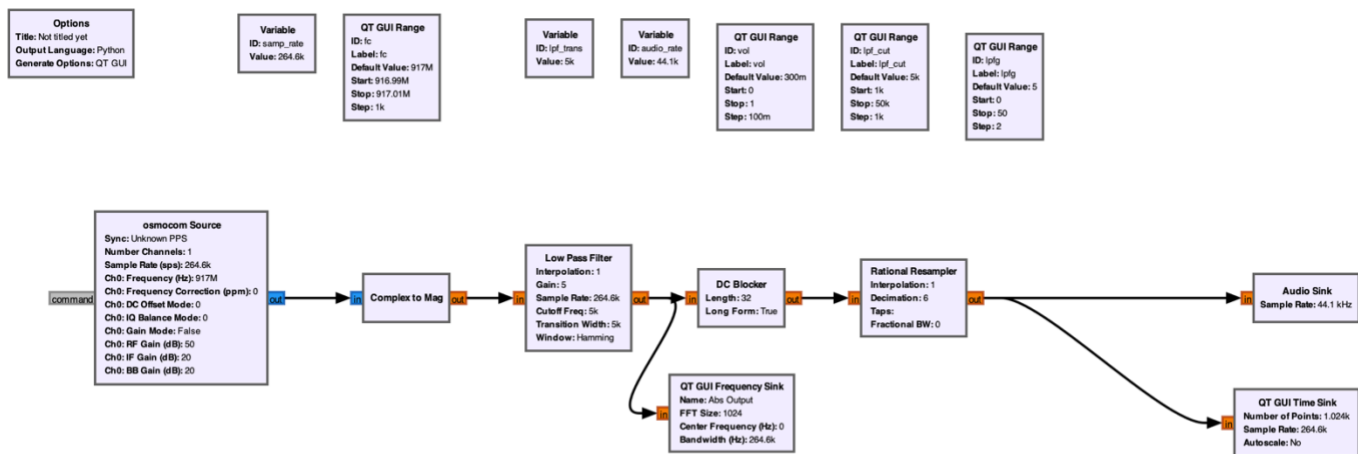 Options
Title: Not titled yet
Output Language: Python
Generate Options: QT GUI
Variable
ID: samp_rate
Value: 264.6k
QT GUI Range
ID: fc
Label: fc
Default Value: 917M
Start: 916.99M
Stop: 917.01M
Step: 1k
Variable
ID: lpf_trans
Value: 5k
Variable
ID: audio_rate
Value: 44.1k
QT GUI Range
ID: vol
Label: vol
Default Value: 300m
Start: 0
Stop: 1
Step: 100m
QT GUI Range
ID: lpf_cut
Label: lpf_cut
Default Value: 5k
Start: 1k
Stop: 50k
Step: 1k
QT GUI Range
ID: lpfg
Label: lpfg
Default Value: 5
Start: 0
Stop: 50
Step: 2
command
osmocom Source
Sync: Unknown PPS
Number Channels: 1
Sample Rate (sps): 264.6k
Ch0: Frequency (Hz): 917M
Ch0: Frequency Correction (ppm): 0
Ch0: DC Offset Mode: 0
Ch0: IQ Balance Mode: 0
Ch0: Gain Mode: False
Ch0: RF Gain (dB): 50
Ch0: IF Gain (dB): 20
Ch0: BB Gain (dB): 20
out
in
Complex to Mag
out
in
Low Pass Filter
Interpolation: 1
Gain: 5
Sample Rate: 264.6k
Cutoff Freq: 5k
Transition Width: 5k
Window: Hamming
out
in
DC Blocker
Length: 32
Long Form: True
out
in
Rational Resampler
Interpolation: 1
Decimation: 6
Taps:
Fractional BW: 0
out
in
Audio Sink
Sample Rate: 44.1 kHz
in
QT GUI Frequency Sink
Name: Abs Output
FFT Size: 1024
Center Frequency (Hz): 0
Bandwidth (Hz): 264.6k
in
QT GUI Time Sink
Number of Points: 1.024k
Sample Rate: 264.6k
Autoscale: No